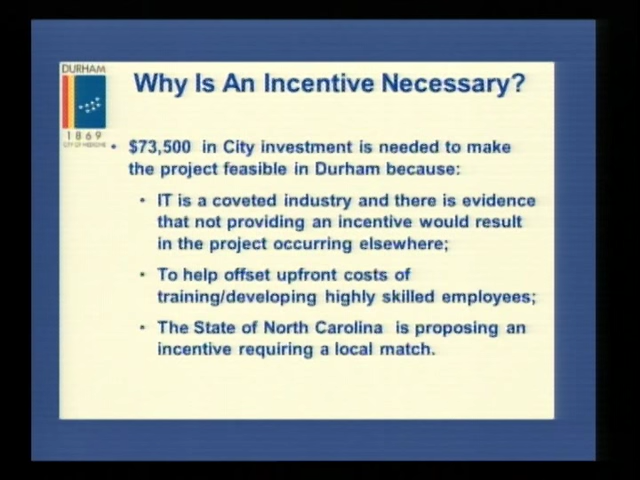 DURHAM
1869
CITY OF MEDICINE
Why Is An Incentive Necessary?
• $73,500 in City investment is needed to make
the project feasible in Durham because:
• IT is a coveted industry and there is evidence
that not providing an incentive would result
in the project occurring elsewhere;
• To help offset upfront costs of
training/developing highly skilled employees;
• The State of North Carolina is proposing an
incentive requiring a local match.